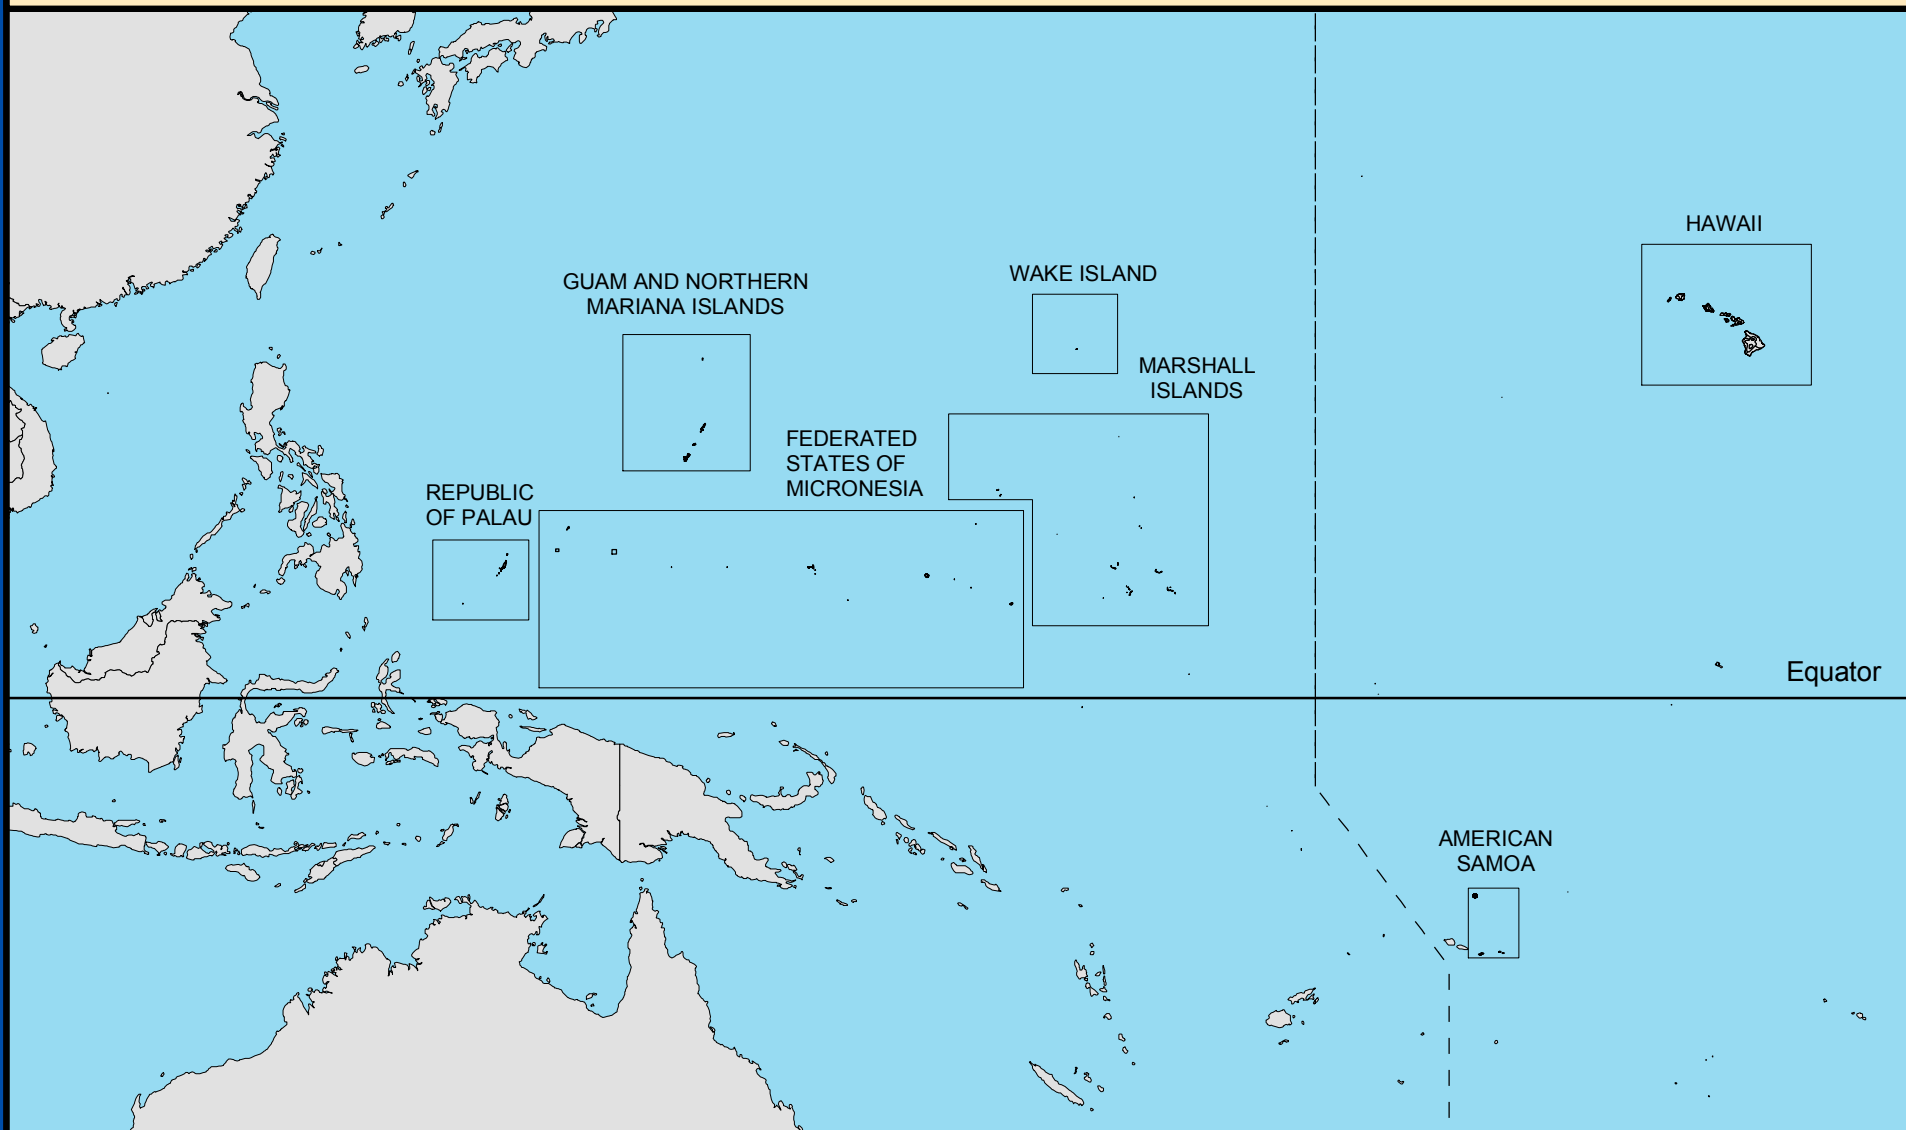 HAWAII
GUAM AND NORTHERN
MARIANA ISLANDS
WAKE ISLAND
MARSHALL
ISLANDS
FEDERATED
STATES OF
MICRONESIA
REPUBLIC
OF PALAU
Equator
AMERICAN
SAMOA